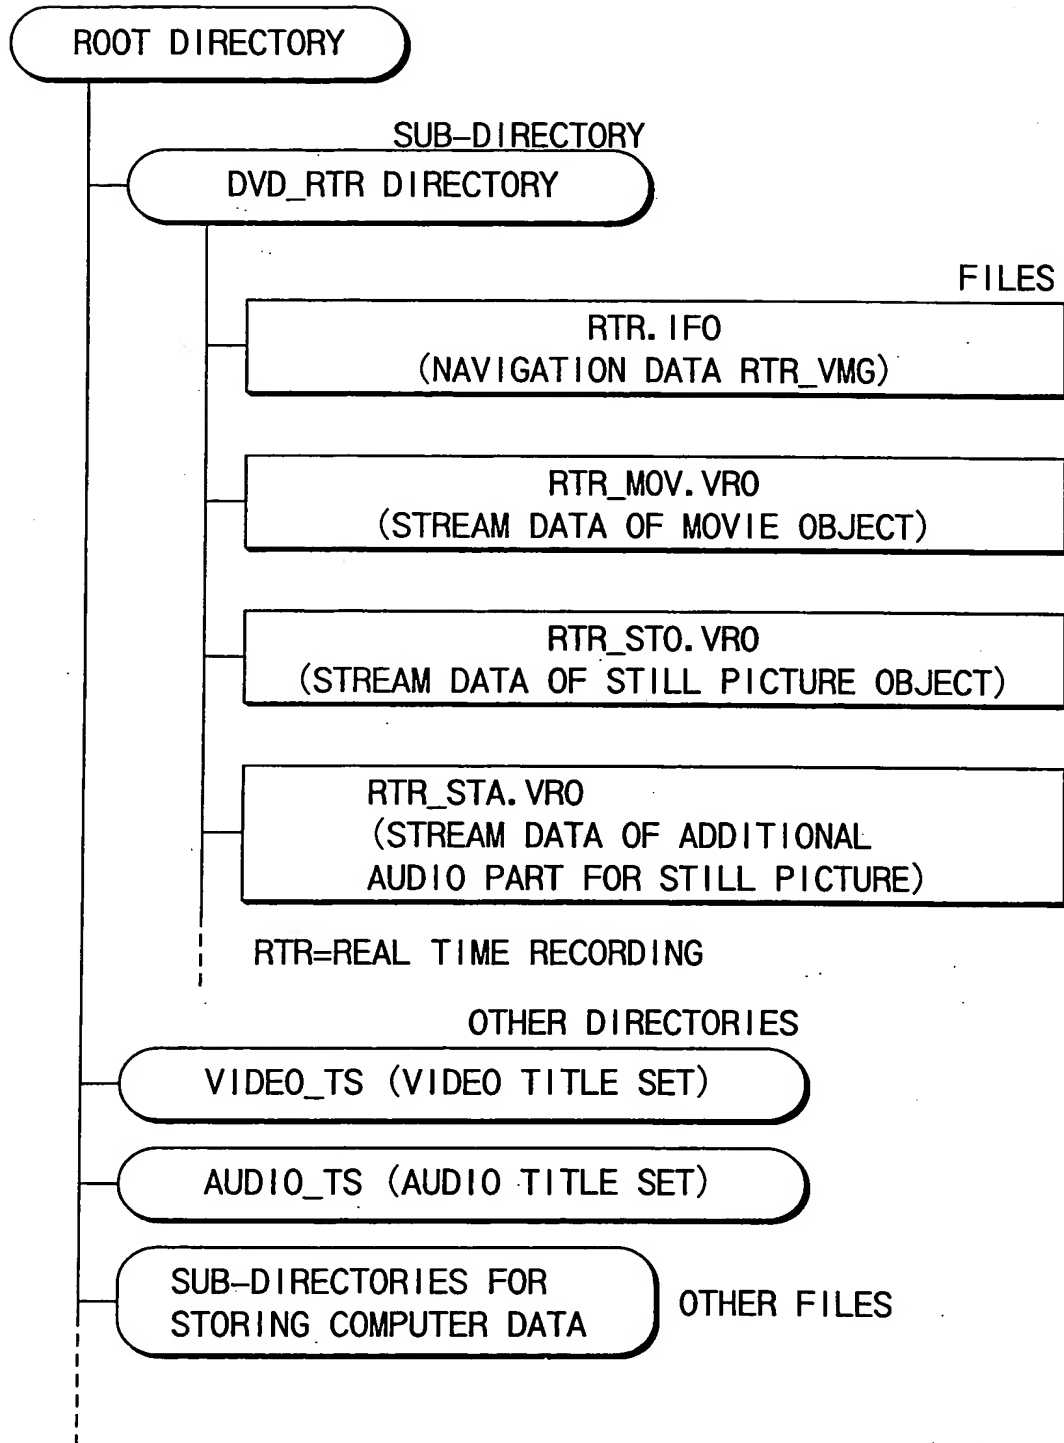 ROOT DIRECTORY
SUB-DIRECTORY
DVD_RTR DIRECTORY
FILES
RTR.IFO
(NAVIGATION DATA RTR_VMG)
RTR_MOV.VRO
(STREAM DATA OF MOVIE OBJECT)
RTR_STO.VRO
(STREAM DATA OF STILL PICTURE OBJECT)
RTR_STA.VRO
(STREAM DATA OF ADDITIONAL
AUDIO PART FOR STILL PICTURE)
RTR=REAL TIME RECORDING
OTHER DIRECTORIES
VIDEO_TS (VIDEO TITLE SET)
AUDIO_TS (AUDIO TITLE SET)
SUB-DIRECTORIES FOR
STORING COMPUTER DATA
OTHER FILES